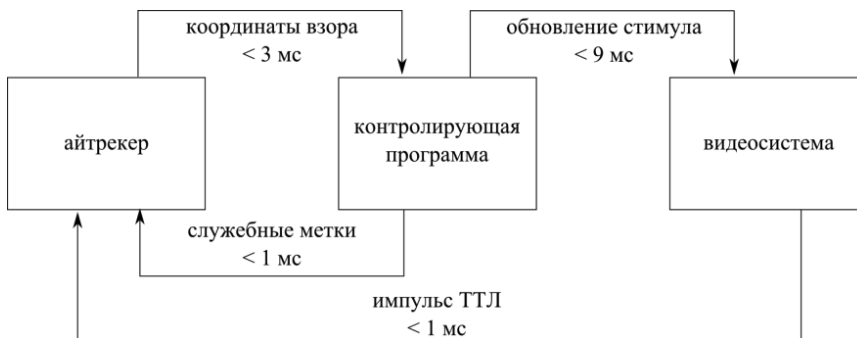 координаты взора
< 3 мс
обновление стимула
< 9 мс
айтрекер
контролирующая
программа
видеосистема
служебные метки
< 1 мс
импульс ТТЛ
< 1 мс